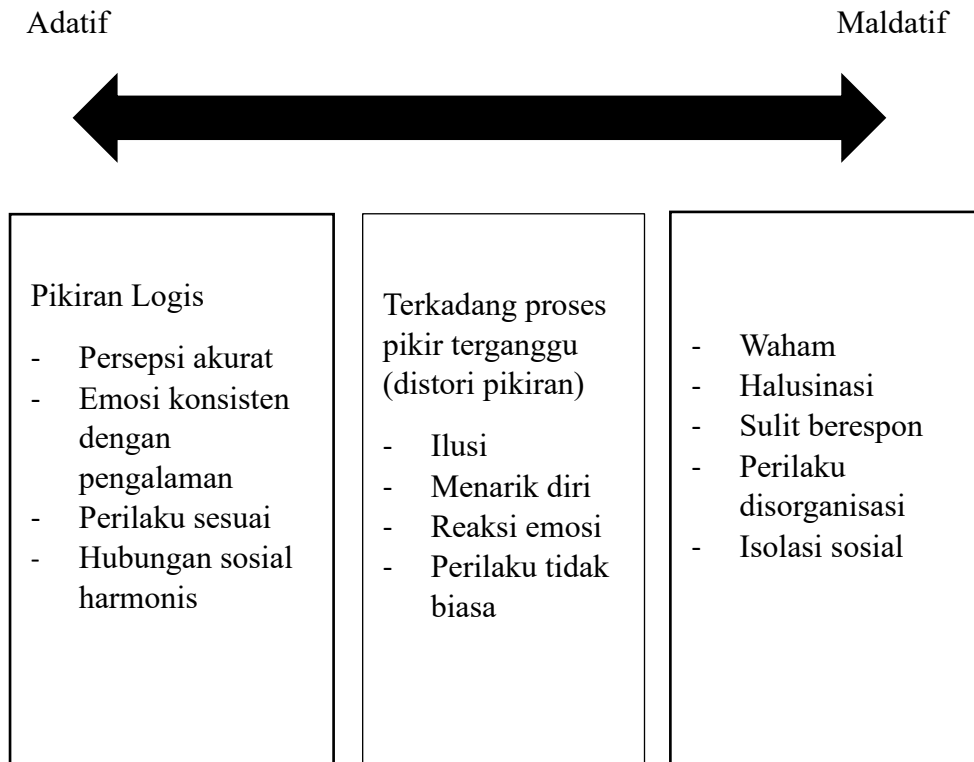 Adatif
Maldatif
Pikiran Logis
- Persepsi akurat
- Emosi konsisten
dengan
pengalaman
- Perilaku sesuai
- Hubungan sosial
harmonis
Terkadang proses
pikir terganggu
(distori pikiran)
- Ilusi
- Menarik diri
- Reaksi emosi
- Perilaku tidak
biasa
- Waham
- Halusinasi
- Sulit berespon
- Perilaku
disorganisasi
- Isolasi sosial